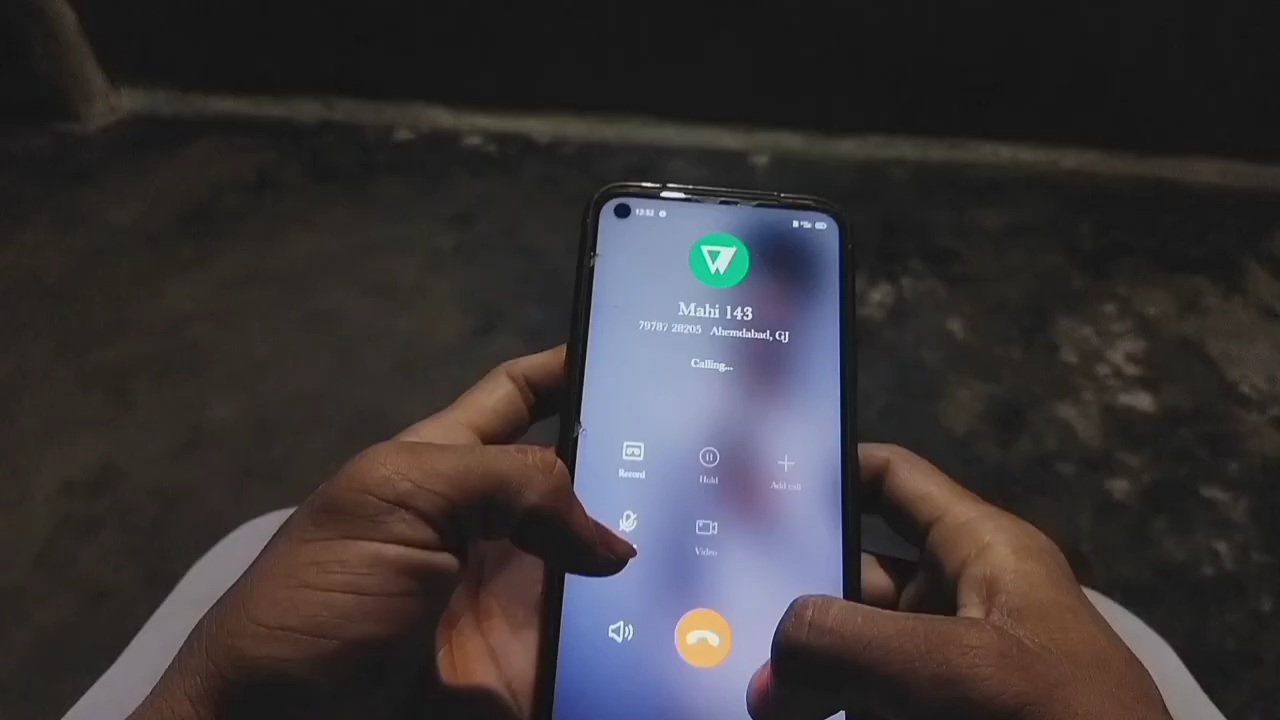 12:52
Mahi 143
79787 28205 Ahemdabad, GJ
Calling...
Record
Hold
Add call
Video